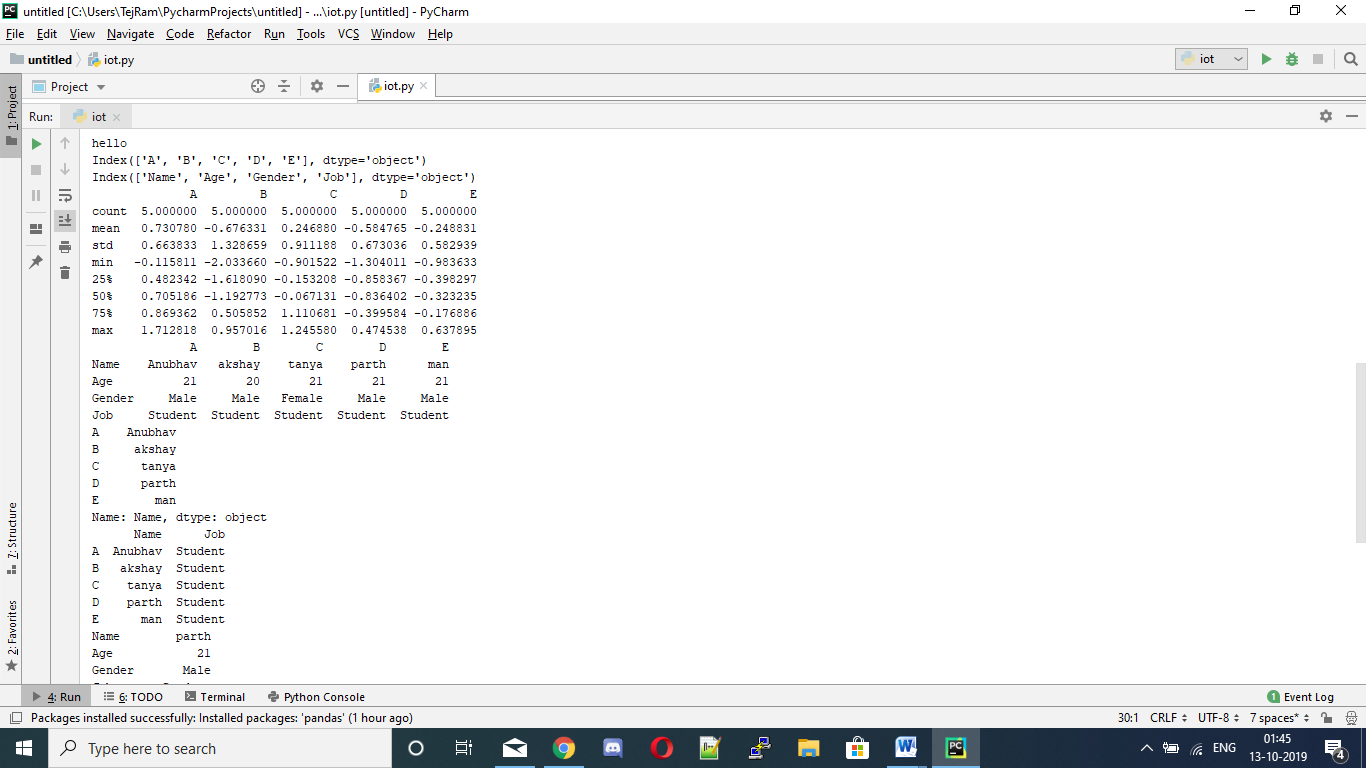 untitled [C:\Users\TejRam\PycharmProjects\untitled] - ...\iot.py [untitled] - PyCharm
File Edit View Navigate Code Refactor Run Tools VCS Window Help
untitled iot.py iot
1: Project Project iot.py
Run: iot
hello
Index(['A', 'B', 'C', 'D', 'E'], dtype='object')
Index(['Name', 'Age', 'Gender', 'Job'], dtype='object')
A B C D E
count 5.000000 5.000000 5.000000 5.000000 5.000000
mean 0.730780 -0.676331 0.246880 -0.584765 -0.248831
std 0.663833 1.328659 0.911188 0.673036 0.582939
min -0.115811 -2.033660 -0.901522 -1.304011 -0.983633
25% 0.482342 -1.618090 -0.153208 -0.858367 -0.398297
50% 0.705186 -1.192773 -0.067131 -0.836402 -0.323235
75% 0.869362 0.505852 1.110681 -0.399584 -0.176886
max 1.712818 0.957016 1.245580 0.474538 0.637895
A B C D E
Name Anubhav akshay tanya parth man
Age 21 20 21 21 21
Gender Male Male Female Male Male
Job Student Student Student Student Student
A Anubhav
B akshay
C tanya
D parth
E man
Name: Name, dtype: object
Name Job
A Anubhav Student
B akshay Student
C tanya Student
D parth Student
E man Student
Name parth
Age 21
Gender Male
7: Structure
2: Favorites
4: Run 6: TODO Terminal Python Console 1 Event Log
Packages installed successfully: Installed packages: 'pandas' (1 hour ago) 30:1 CRLF UTF-8 7 spaces*
Type here to search ENG 01:45
13-10-2019 4